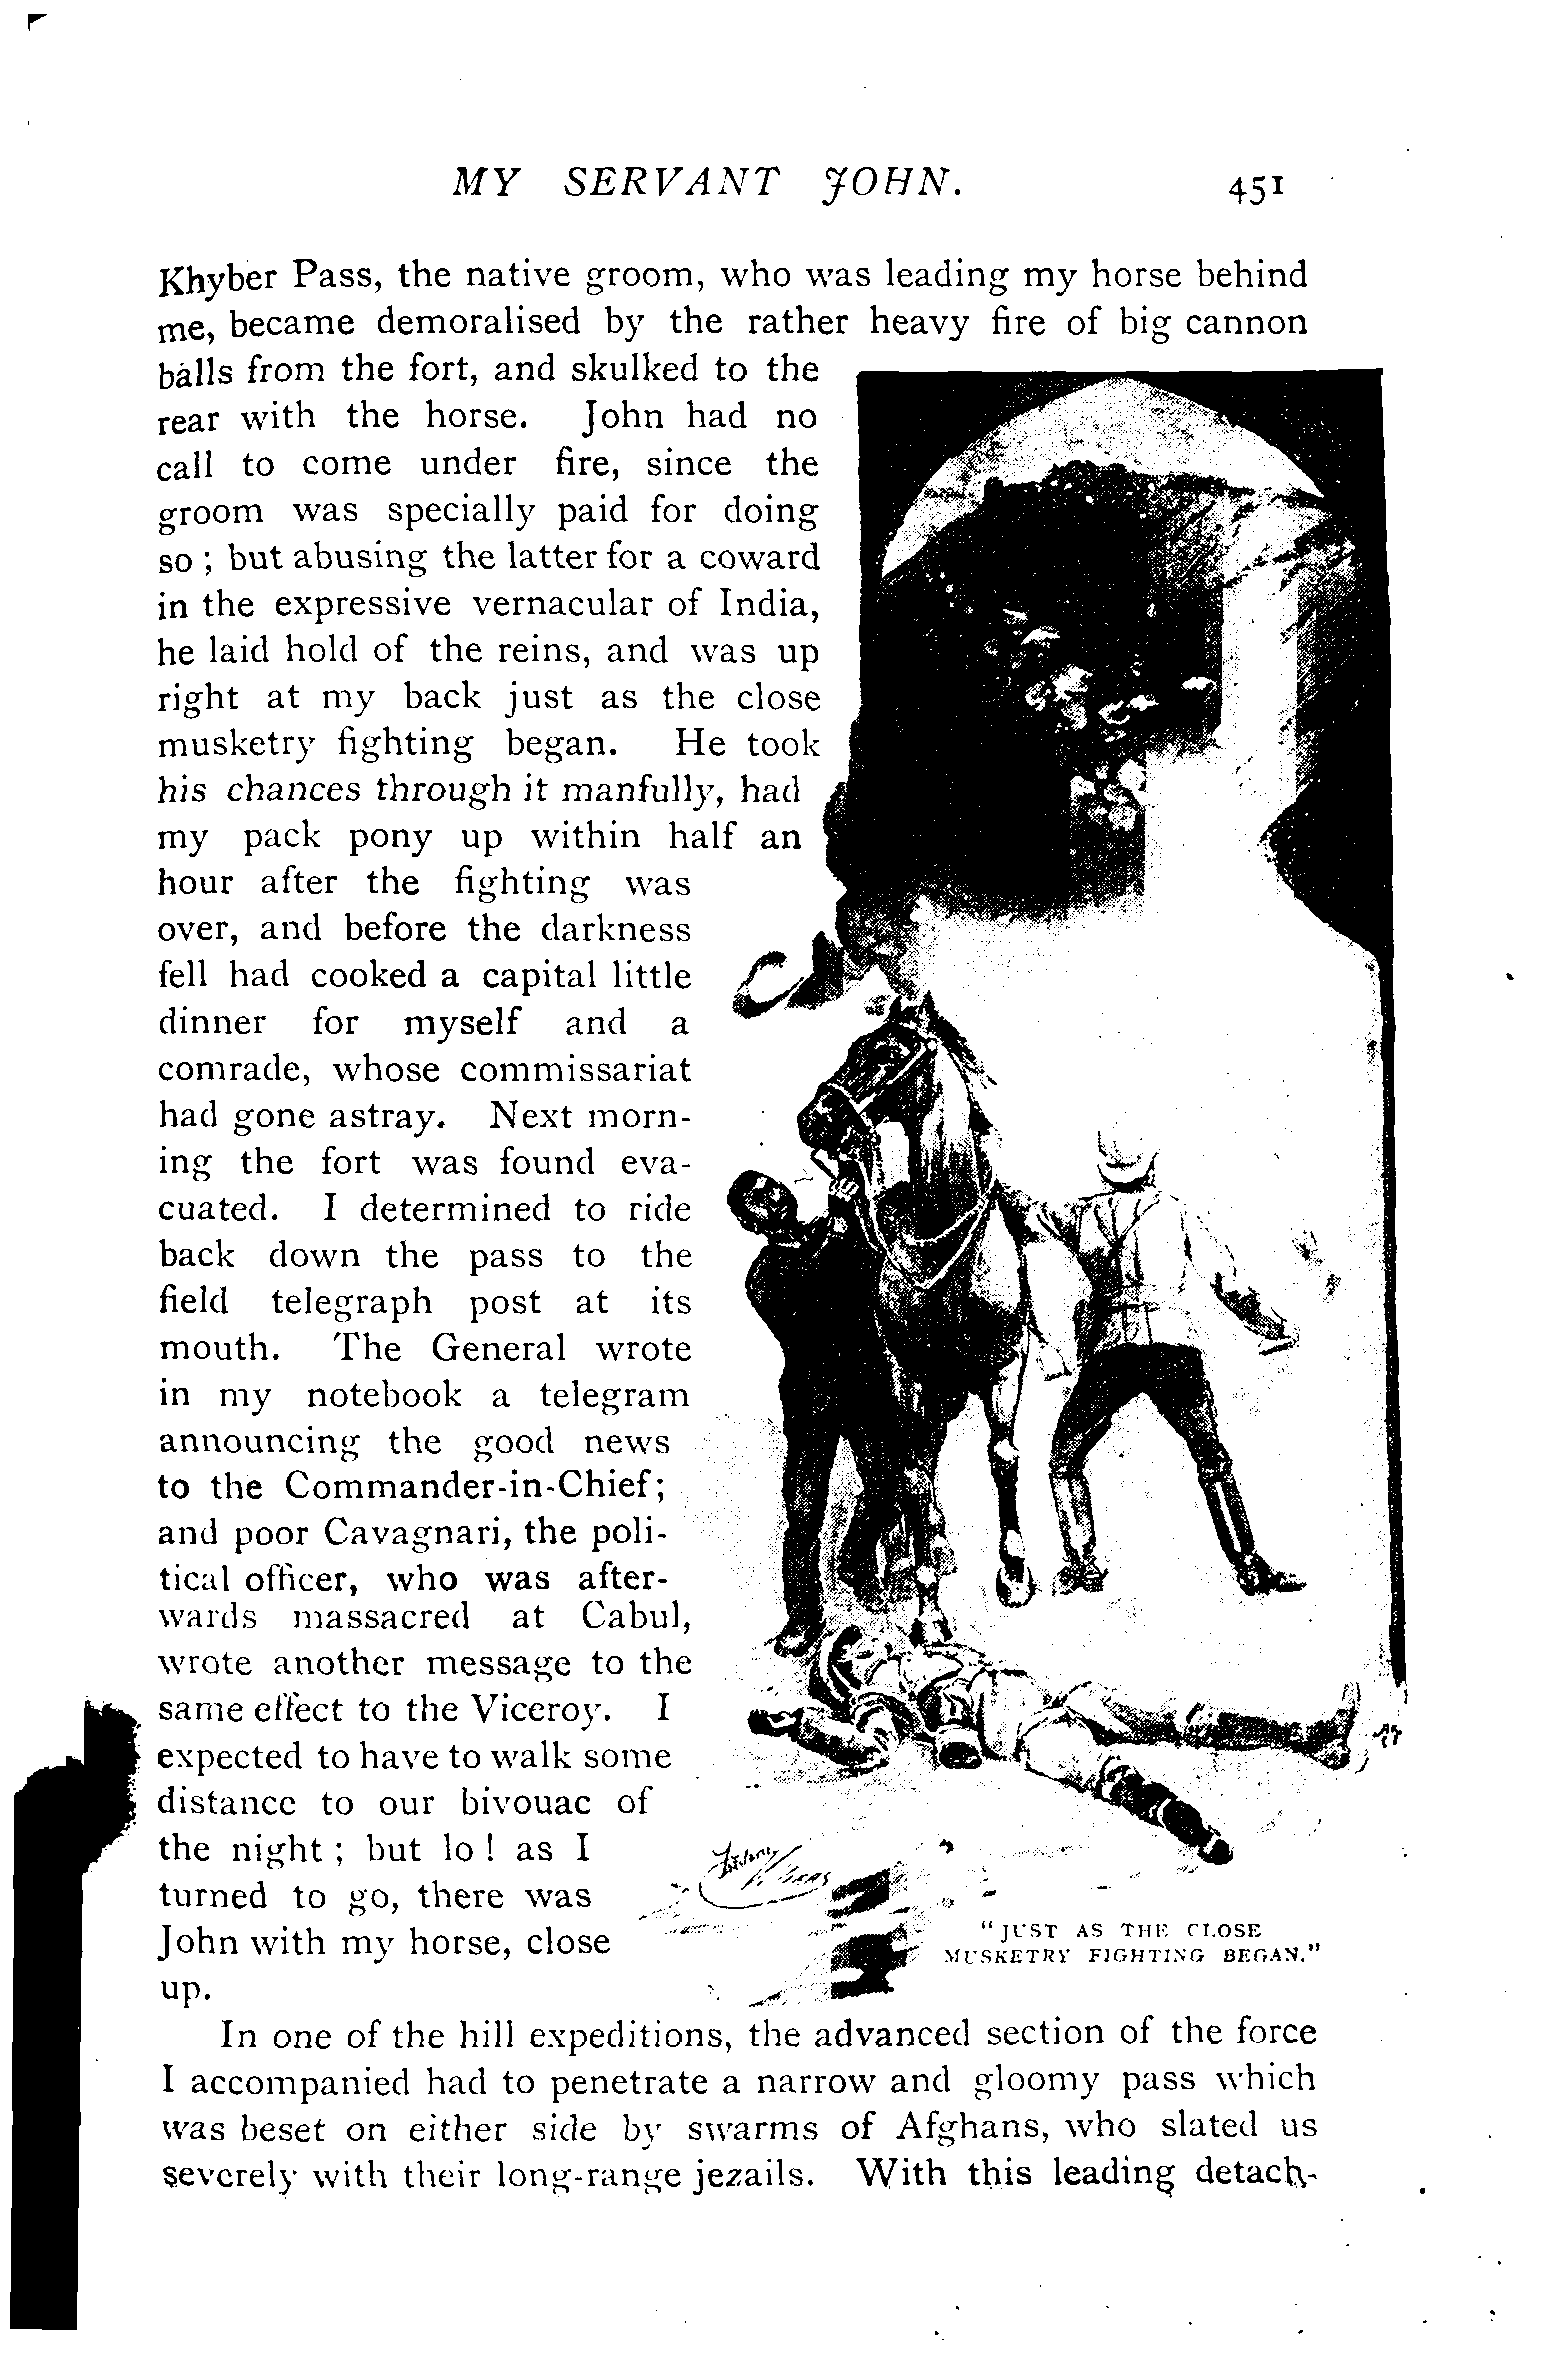 MY SERVANT JOHN. 451
Khyber Pass, the native groom, who was leading my horse behind
me, became demoralised by the rather heavy fire of big cannon
balls from the fort, and skulked to the
rear with the horse. John had no
call to come under fire, since the
groom was specially paid for doing
so ; but abusing the latter for a coward
in the expressive vernacular of India,
he laid hold of the reins, and was up
right at my back just as the close
musketry fighting began. He took
his chances through it manfully, had
my pack pony up within half an
hour after the fighting was
over, and before the darkness
fell had cooked a capital little
dinner for myself and a
comrade, whose commissariat
had gone astray. Next morn-
ing the fort was found eva-
cuated. I determined to ride
back down the pass to the
field telegraph post at its
mouth. The General wrote
in my notebook a telegram
announcing the good news
to the Commander-in-Chief;
and poor Cavagnari, the poli-
tical officer, who was after-
wards massacred at Cabul,
wrote another message to the
same effect to the Viceroy. I
expected to have to walk some
distance to our bivouac of
the night ; but lo ! as I
turned to go, there was
John with my horse, close
up.
"JUST AS THE CLOSE
MUSKETRY FIGHTING BEGAN."
In one of the hill expeditions, the advanced section of the force
I accompanied had to penetrate a narrow and gloomy pass which
was beset on either side by swarms of Afghans, who slated us
severely with their long-range jezails. With this leading detach-